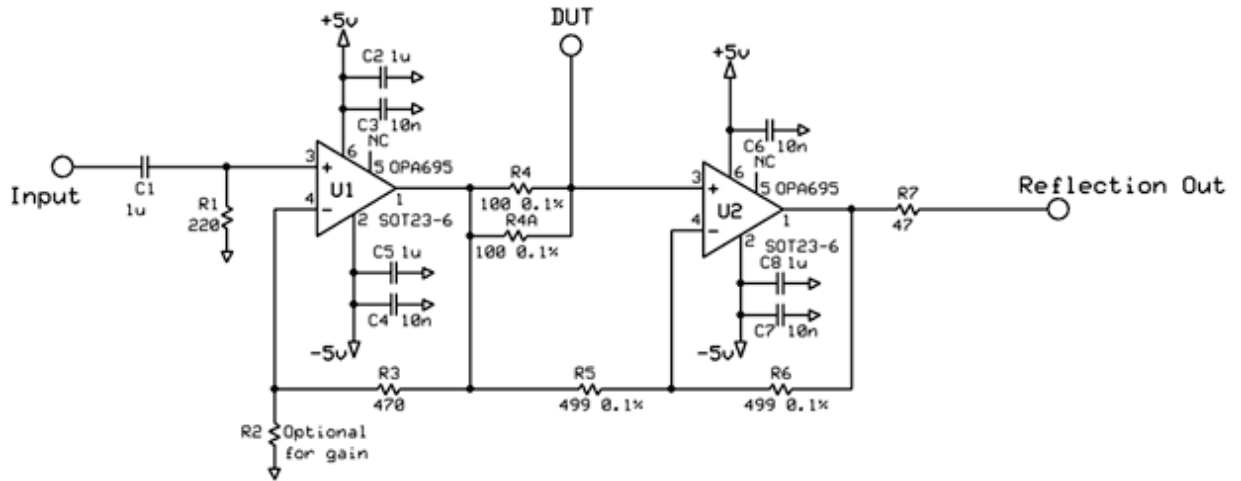 DUT
+5v
C2 1u
C3 10n
NC
3
6
5 OPA695
+
U1
4
-
1
2 SOT23-6
Input
C1
1u
R1
220
C5 1u
C4 10n
-5v
R4
100 0.1%
R4A
100 0.1%
+5v
C6 10n
NC
3
6
5 OPA695
+
U2
4
-
1
2 SOT23-6
C8 1u
C7 10n
-5v
R7
47
Reflection Out
R3
470
R5
499 0.1%
R6
499 0.1%
R2 Optional
for gain